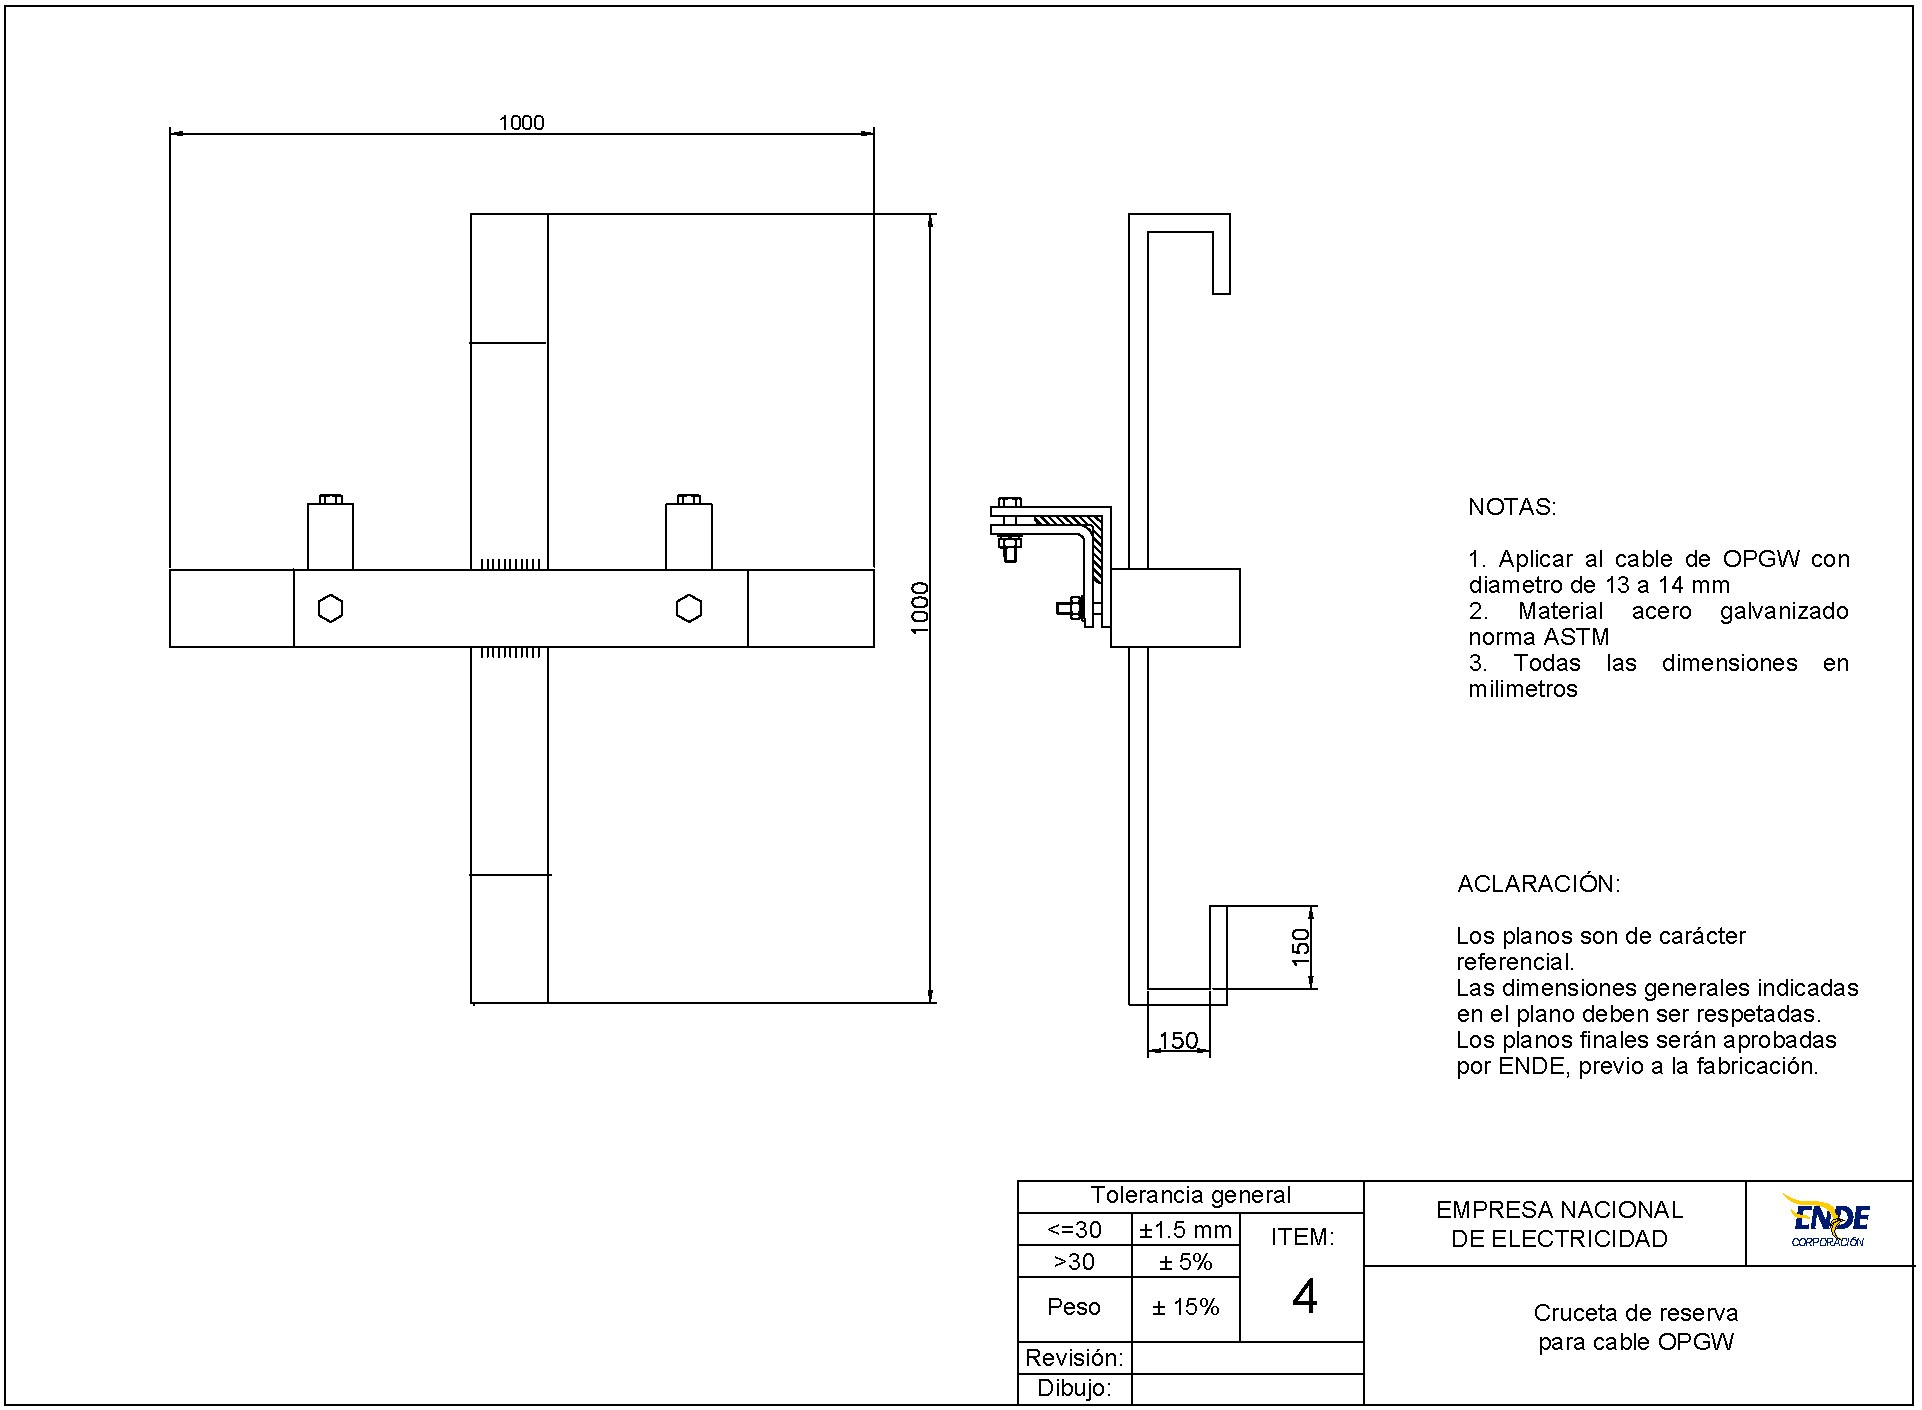 1000
1000
NOTAS:
1. Aplicar al cable de OPGW con
diametro de 13 a 14 mm
2. Material acero galvanizado
norma ASTM
3. Todas las dimensiones en
milimetros
ACLARACIÓN:
Los planos son de carácter
referencial.
Las dimensiones generales indicadas
en el plano deben ser respetadas.
Los planos finales serán aprobadas
por ENDE, previo a la fabricación.
150
150
Tolerancia general
<=30 ±1.5 mm
>30 ± 5%
Peso ± 15%
ITEM:
4
Revisión:
Dibujo:
EMPRESA NACIONAL
DE ELECTRICIDAD
ENDE
CORPORACIÓN
Cruceta de reserva
para cable OPGW